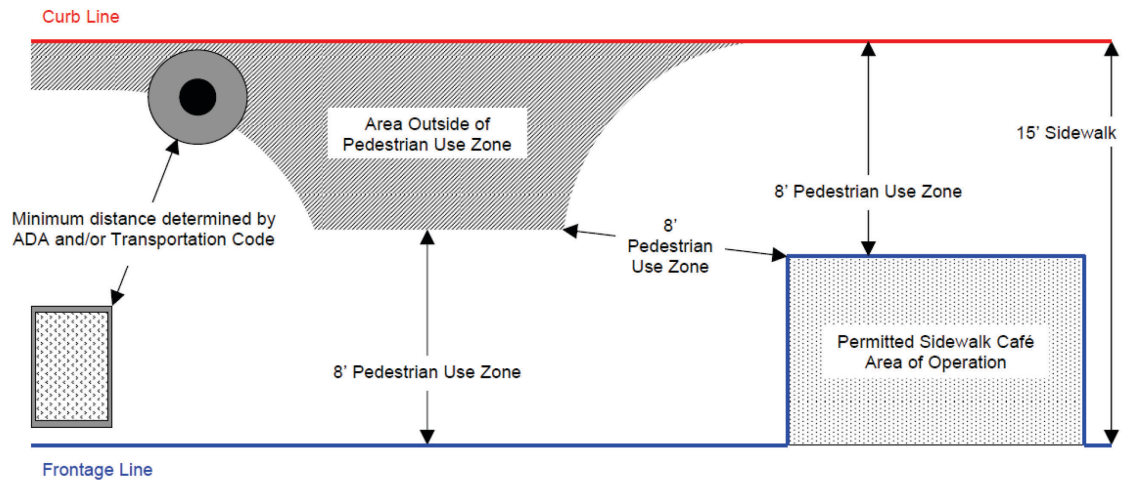 Curb Line
Area Outside of
Pedestrian Use Zone
15' Sidewalk
8' Pedestrian Use Zone
Minimum distance determined by
ADA and/or Transportation Code
8'
Pedestrian
Use Zone
Permitted Sidewalk Café
Area of Operation
8' Pedestrian Use Zone
Frontage Line